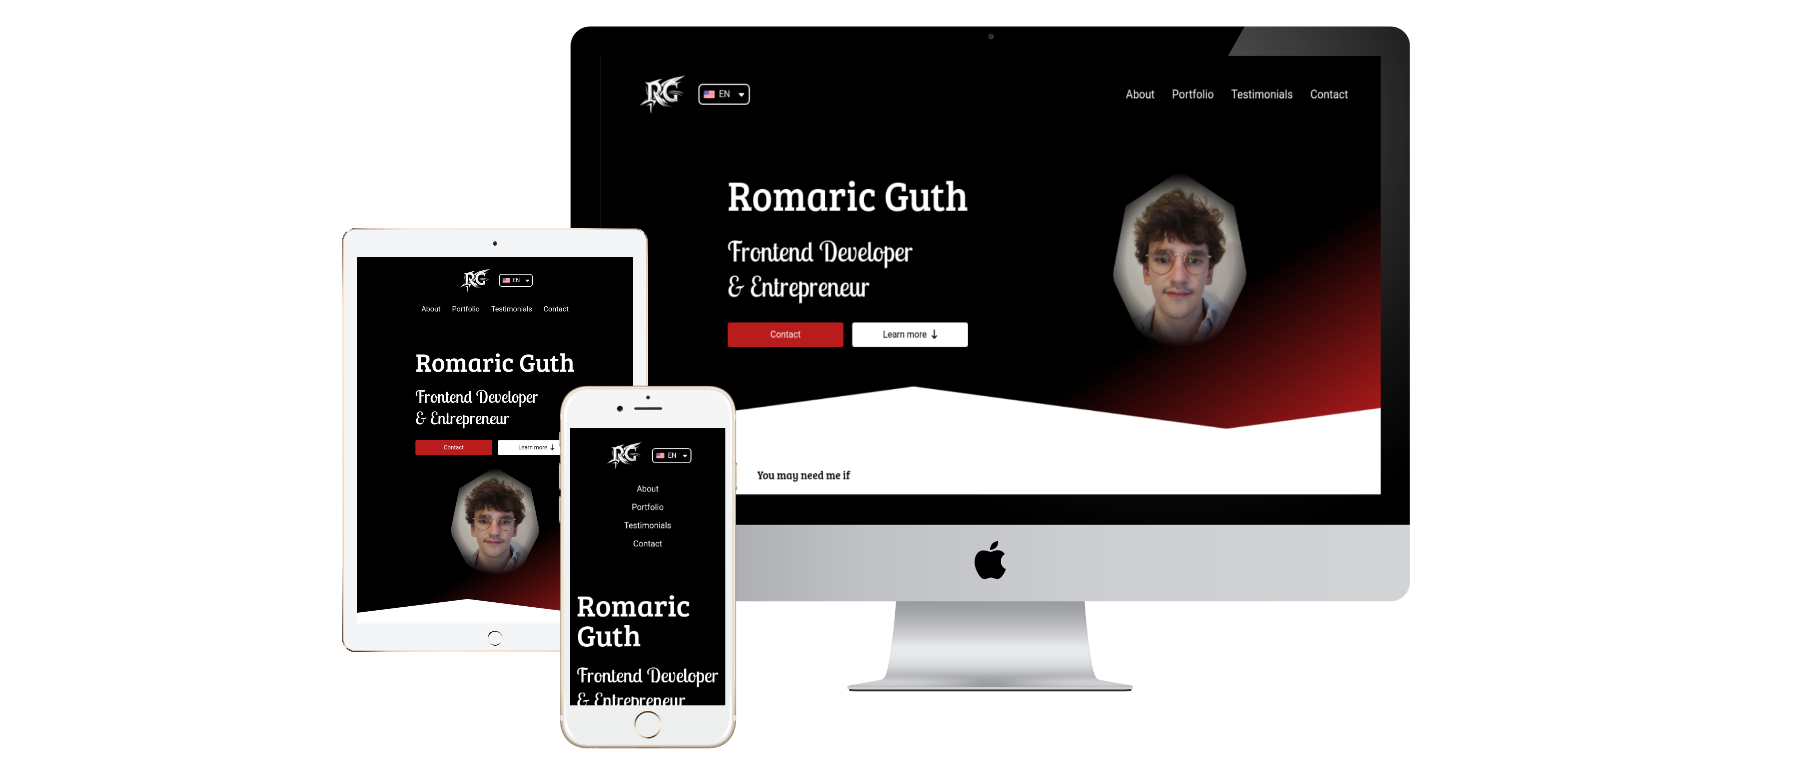 RG
EN
About Portfolio Testimonials Contact
Romaric Guth
Frontend Developer
& Entrepreneur
Contact
Learn more ↓
You may need me if
RG
EN
About Portfolio Testimonials Contact
Romaric Guth
Frontend Developer
& Entrepreneur
Contact
Learn more ↓
RG
EN
About
Portfolio
Testimonials
Contact
Romaric
Guth
Frontend Developer
& Entrepreneur